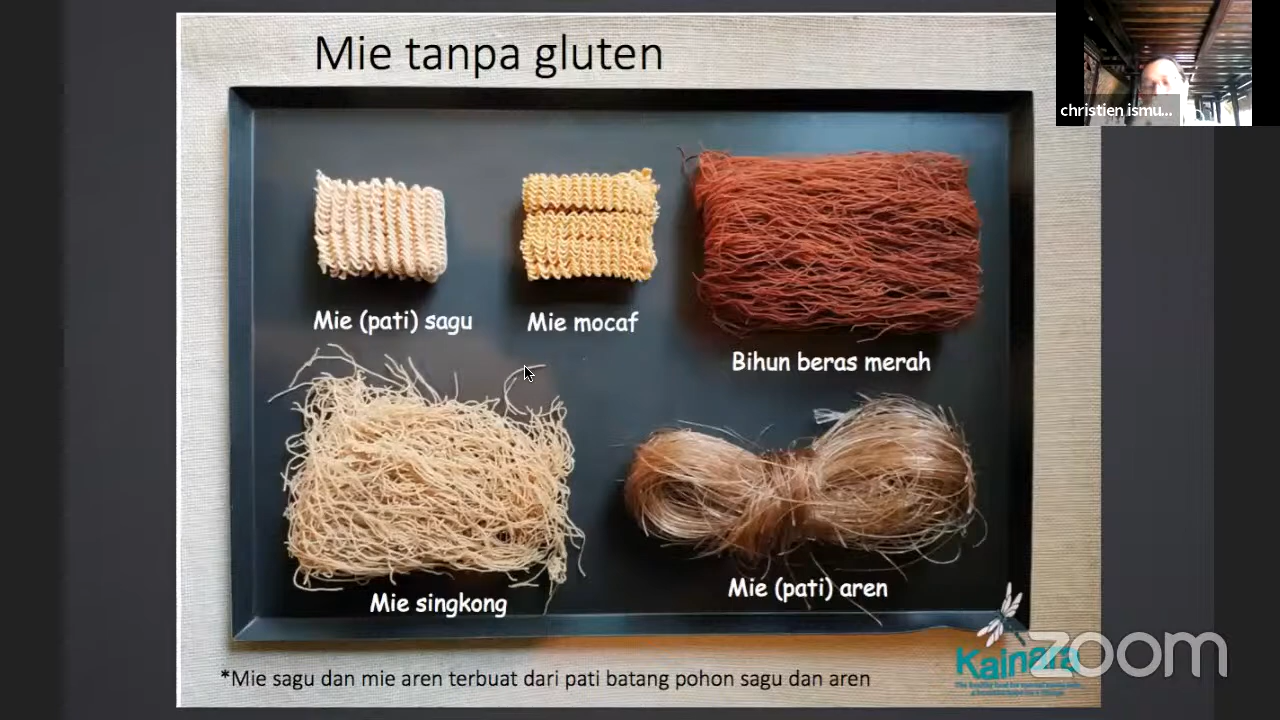 Mie tanpa gluten
christien ismu...
Mie (pati) sagu
Mie mocaf
Bihun beras merah
Mie singkong
Mie (pati) aren
Kainara
zoom
*Mie sagu dan mie aren terbuat dari pati batang pohon sagu dan aren